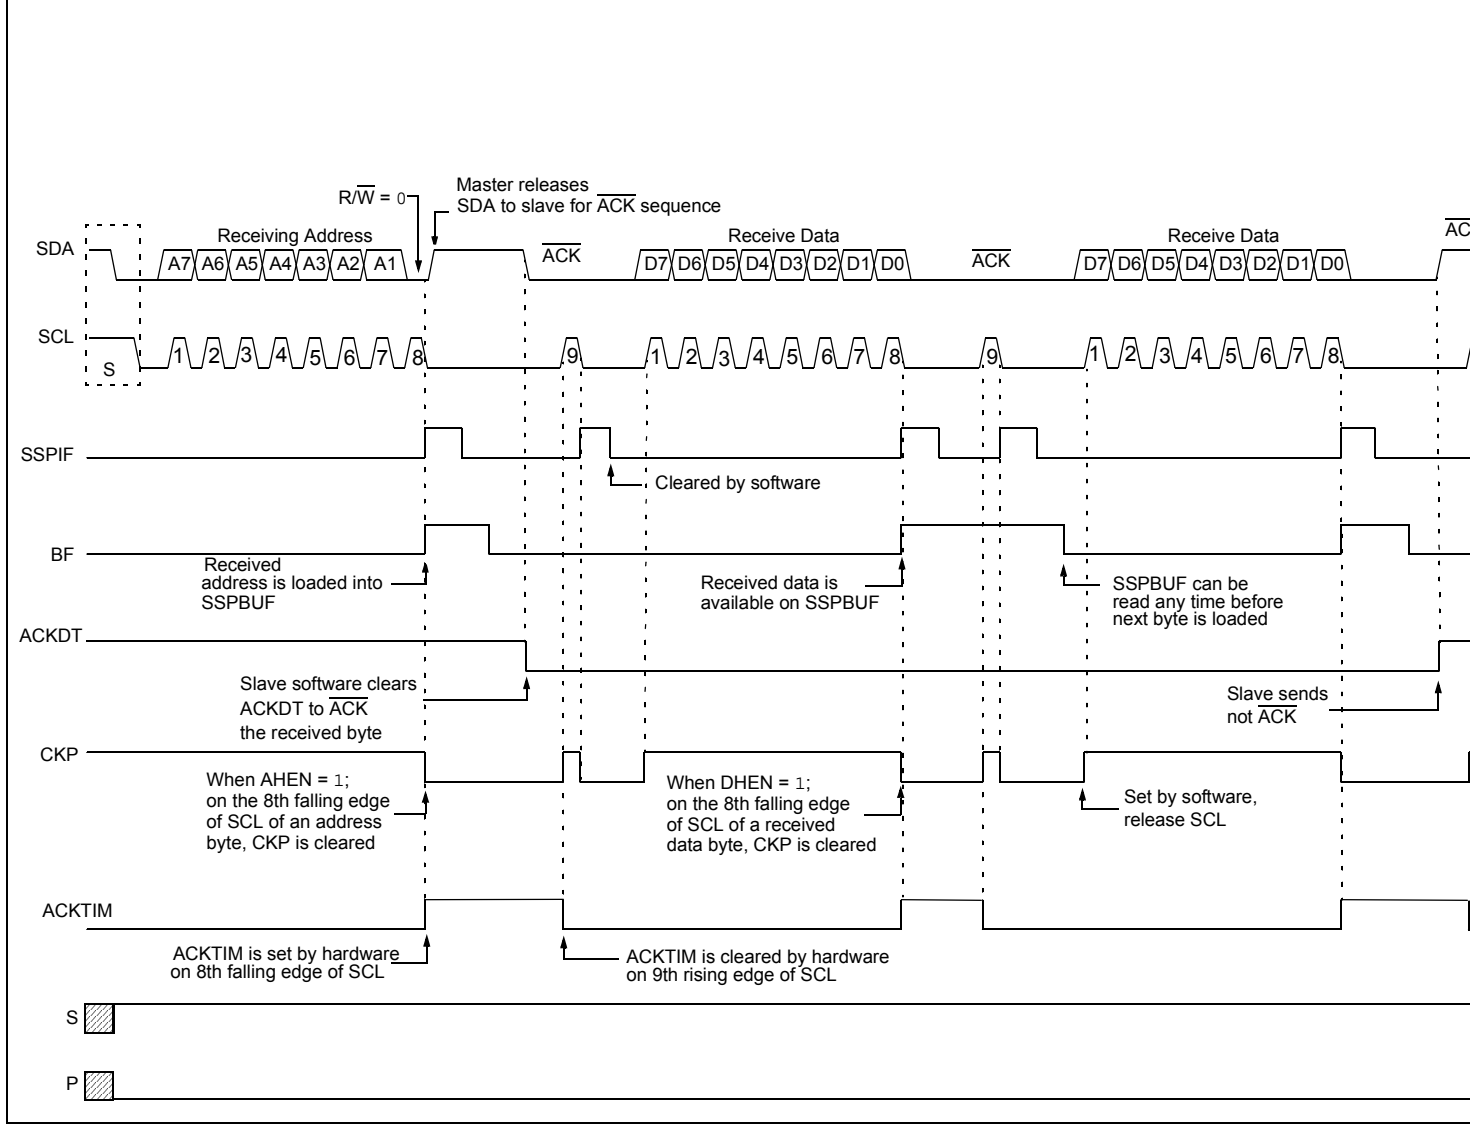 Master releases
SDA to slave for ACK sequence
R/W = 0
SDA
Receiving Address
ACK
Receive Data
ACK
Receive Data
AC
A7 A6 A5 A4 A3 A2 A1
D7 D6 D5 D4 D3 D2 D1 D0
D7 D6 D5 D4 D3 D2 D1 D0
SCL
S
1 2 3 4 5 6 7 8 9
1 2 3 4 5 6 7 8 9
1 2 3 4 5 6 7 8
SSPIF
Cleared by software
BF
Received
address is loaded into
SSPBUF
Received data is
available on SSPBUF
SSPBUF can be
read any time before
next byte is loaded
ACKDT
Slave software clears
ACKDT to ACK
the received byte
Slave sends
not ACK
CKP
When AHEN = 1;
on the 8th falling edge
of SCL of an address
byte, CKP is cleared
When DHEN = 1;
on the 8th falling edge
of SCL of a received
data byte, CKP is cleared
Set by software,
release SCL
ACKTIM
ACKTIM is set by hardware
on 8th falling edge of SCL
ACKTIM is cleared by hardware
on 9th rising edge of SCL
S
P